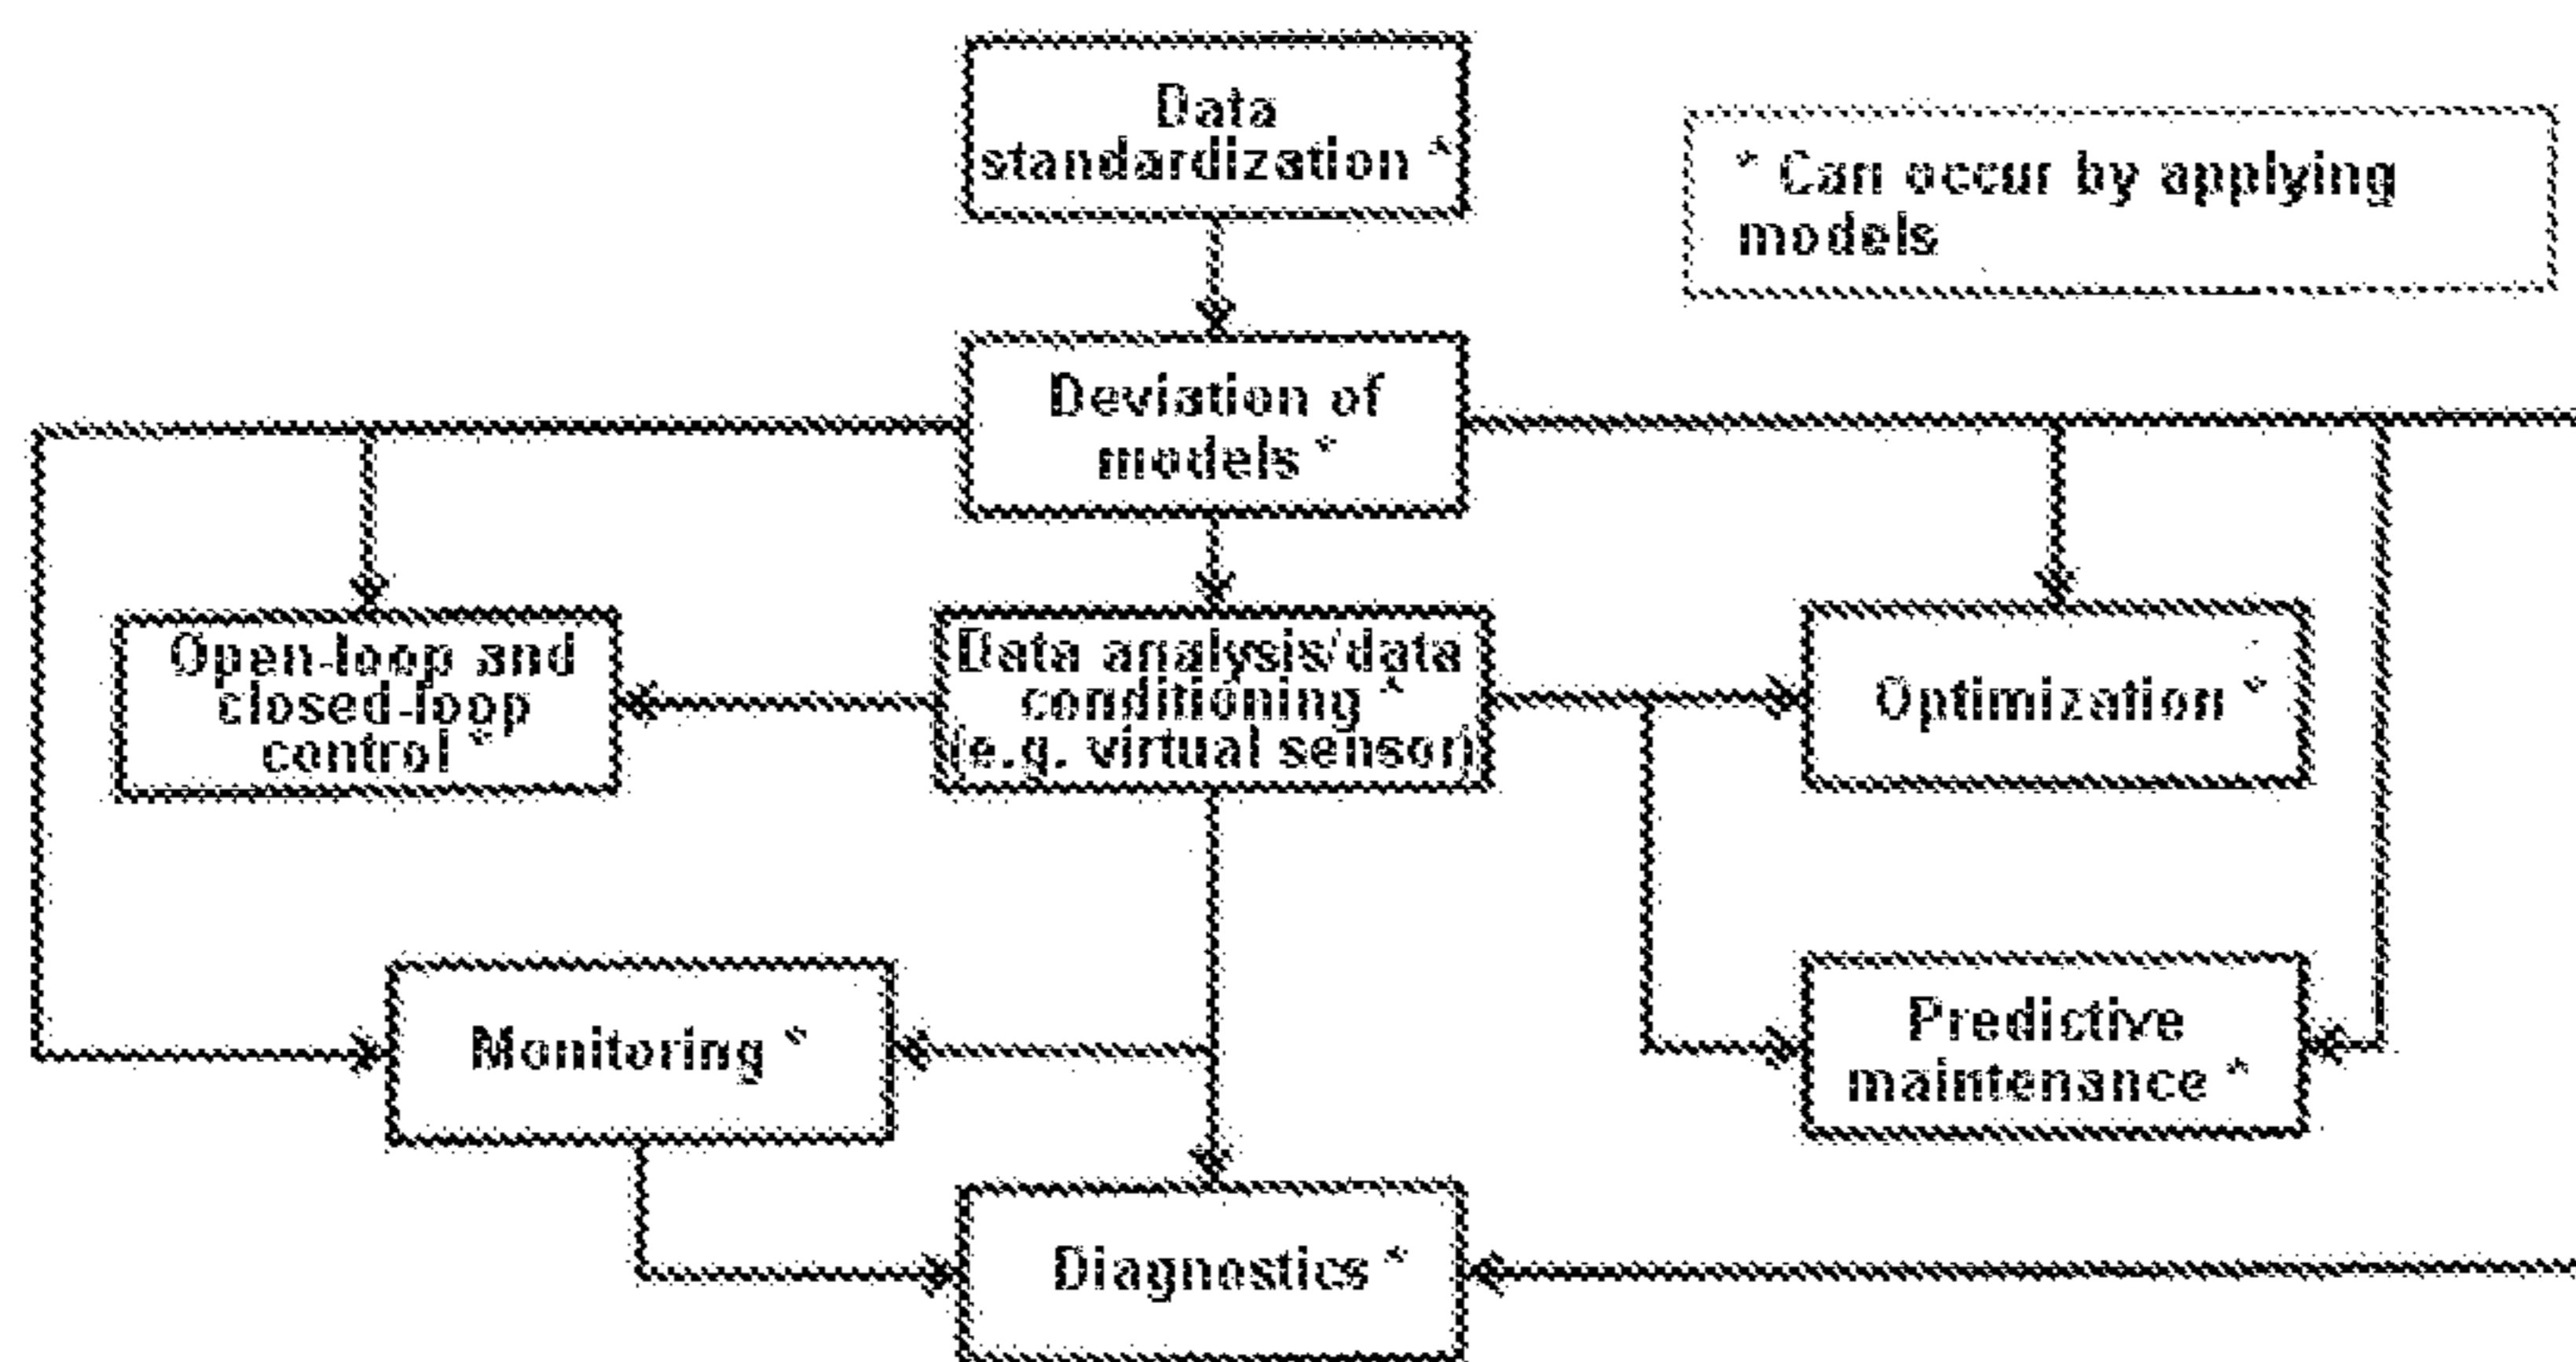 Data
standardization *
* Can occur by applying
models
Deviation of
models *
Open-loop and
closed-loop
control *
Data analysis/data
conditioning *
(e.g. virtual sensor)
Optimization *
Monitoring *
Predictive
maintenance *
Diagnostics *